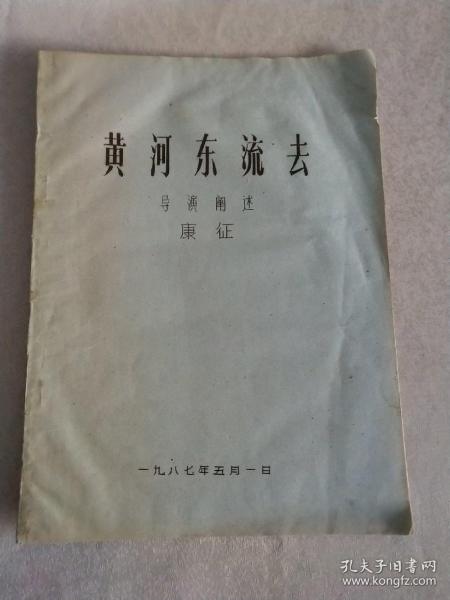 黄河东流去
导演阐述
康征
一九八七年五月一日
孔夫子旧书网
www.kongfz.com